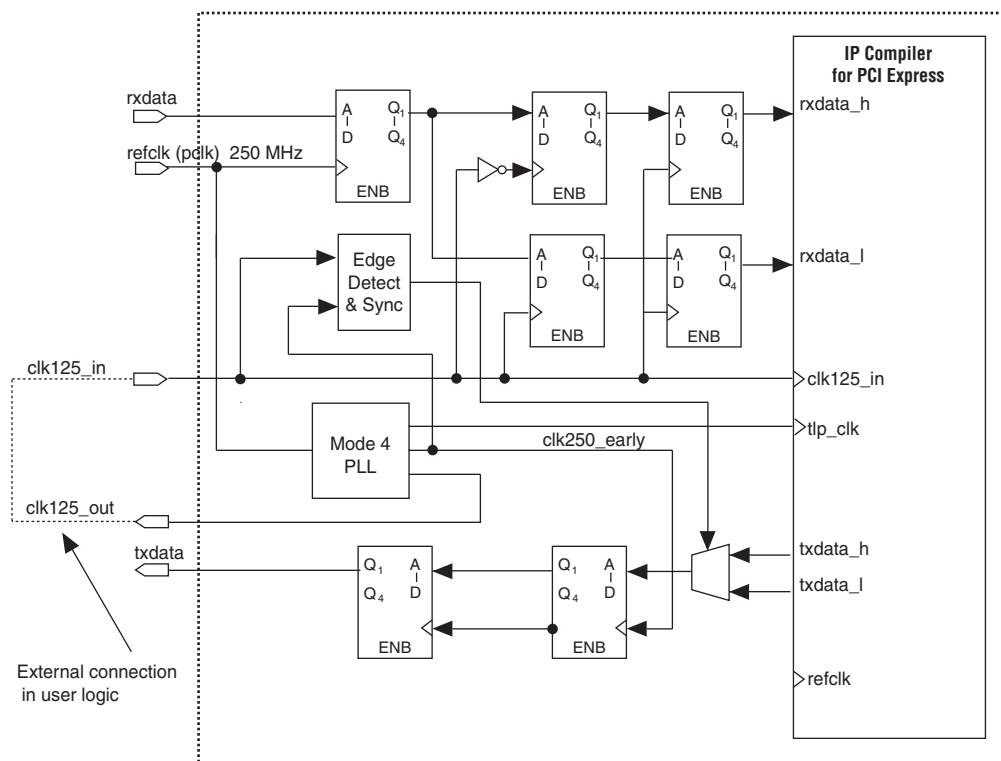 IP Compiler
for PCI Express
rxdata
A
D
Q1
Q4
ENB
A
D
Q1
Q4
ENB
A
D
Q1
Q4
ENB
rxdata_h
refclk (pclk) 250 MHz
Edge
Detect
& Sync
A
D
Q1
Q4
ENB
A
D
Q1
Q4
ENB
rxdata_l
clk125_in
clk125_in
Mode 4
PLL
clk250_early
tlp_clk
clk125_out
txdata
Q1
Q4
A
D
ENB
Q1
Q4
A
D
ENB
txdata_h
txdata_l
External connection
in user logic
refclk